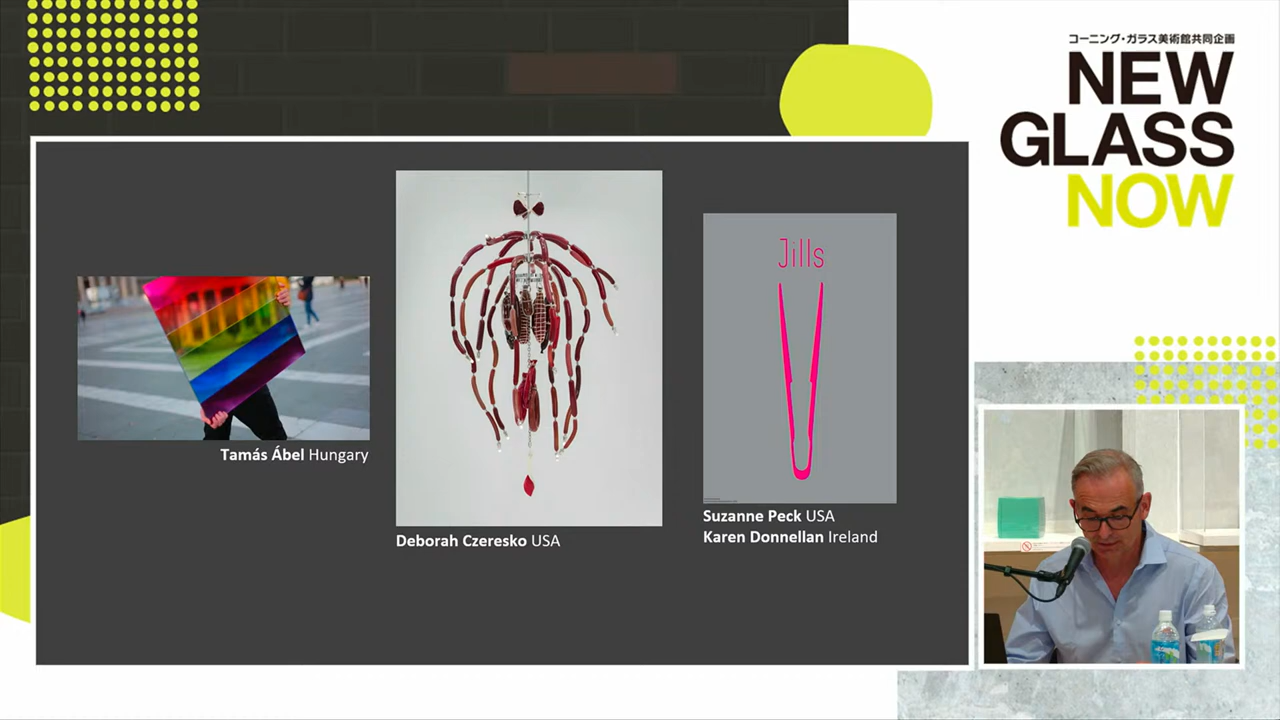 コーニング・ガラス美術館共同企画
NEW
GLASS
NOW
Jills
Tamás Ábel Hungary
Deborah Czeresko USA
Suzanne Peck USA
Karen Donnellan Ireland